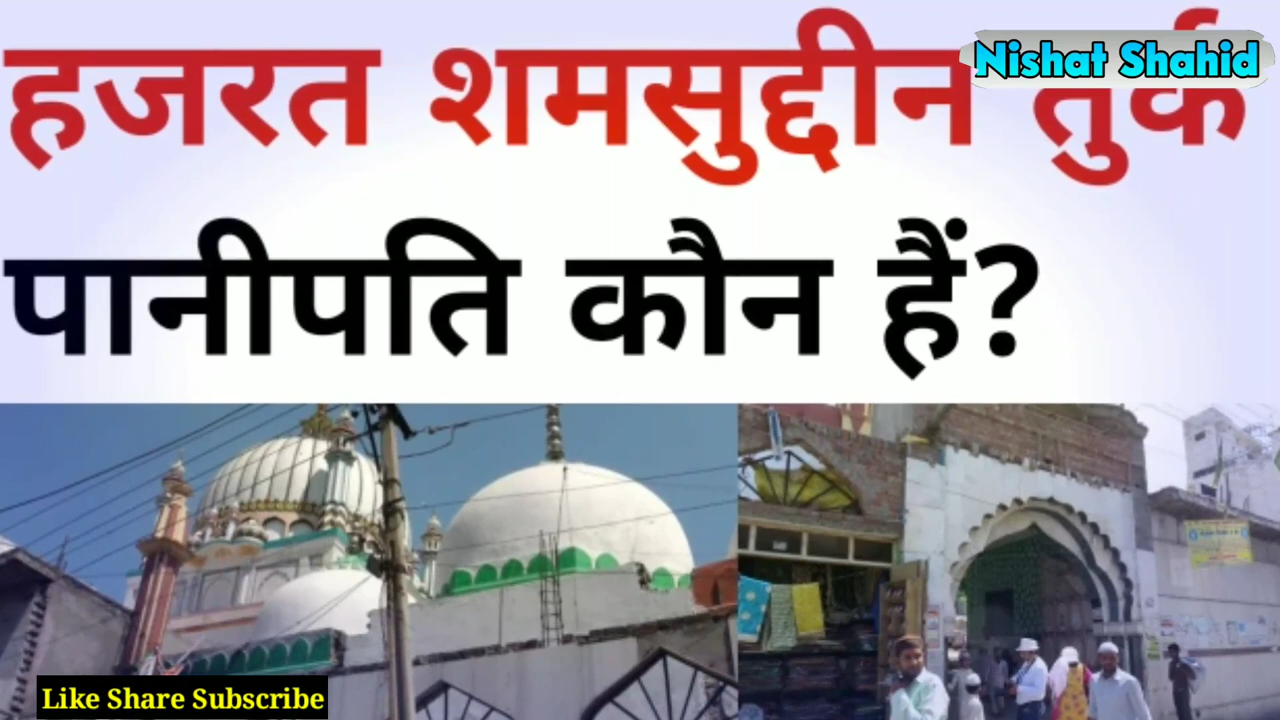 हजरत शमसुद्दीन तुर्क
Nishat Shahid
पानीपति कौन हैं?
Like Share Subscribe